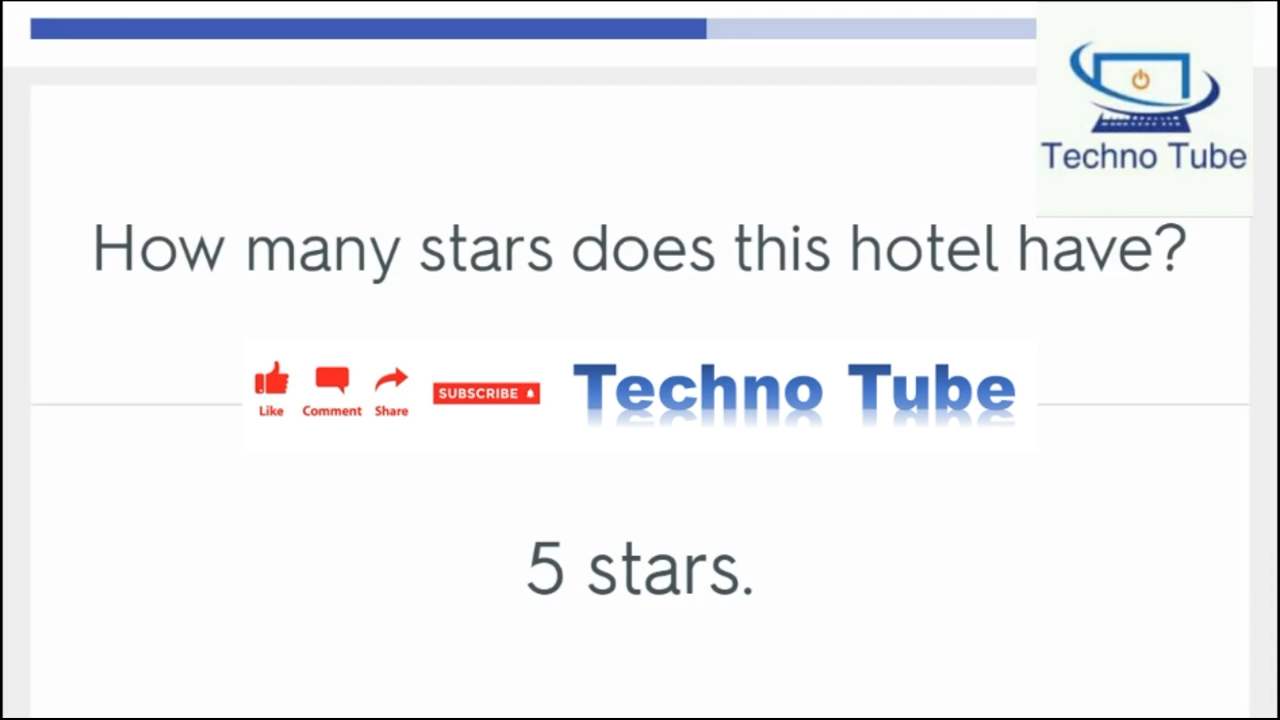 Techno Tube
How many stars does this hotel have?
Like Comment Share SUBSCRIBE Techno Tube
5 stars.